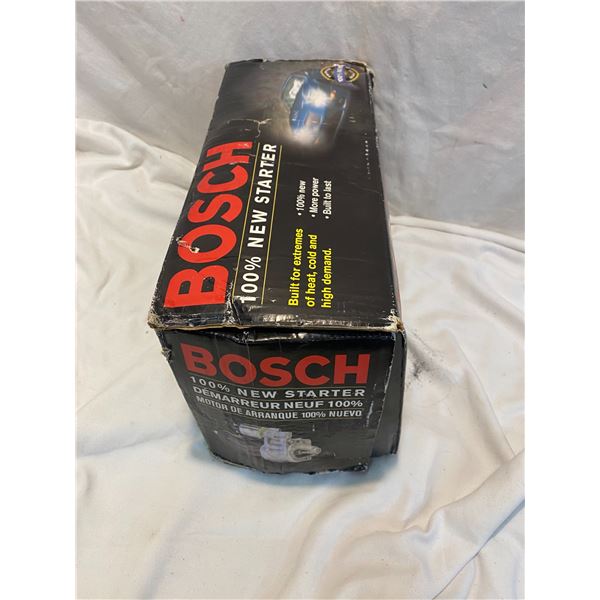 BOSCH
100% NEW STARTER
• 100% new
• More power
• Built to last
Built for extremes
of heat, cold and
high demand.
BOSCH
100% NEW STARTER
DÉMARREUR NEUF 100%
MOTOR DE ARRANQUE 100% NUEVO